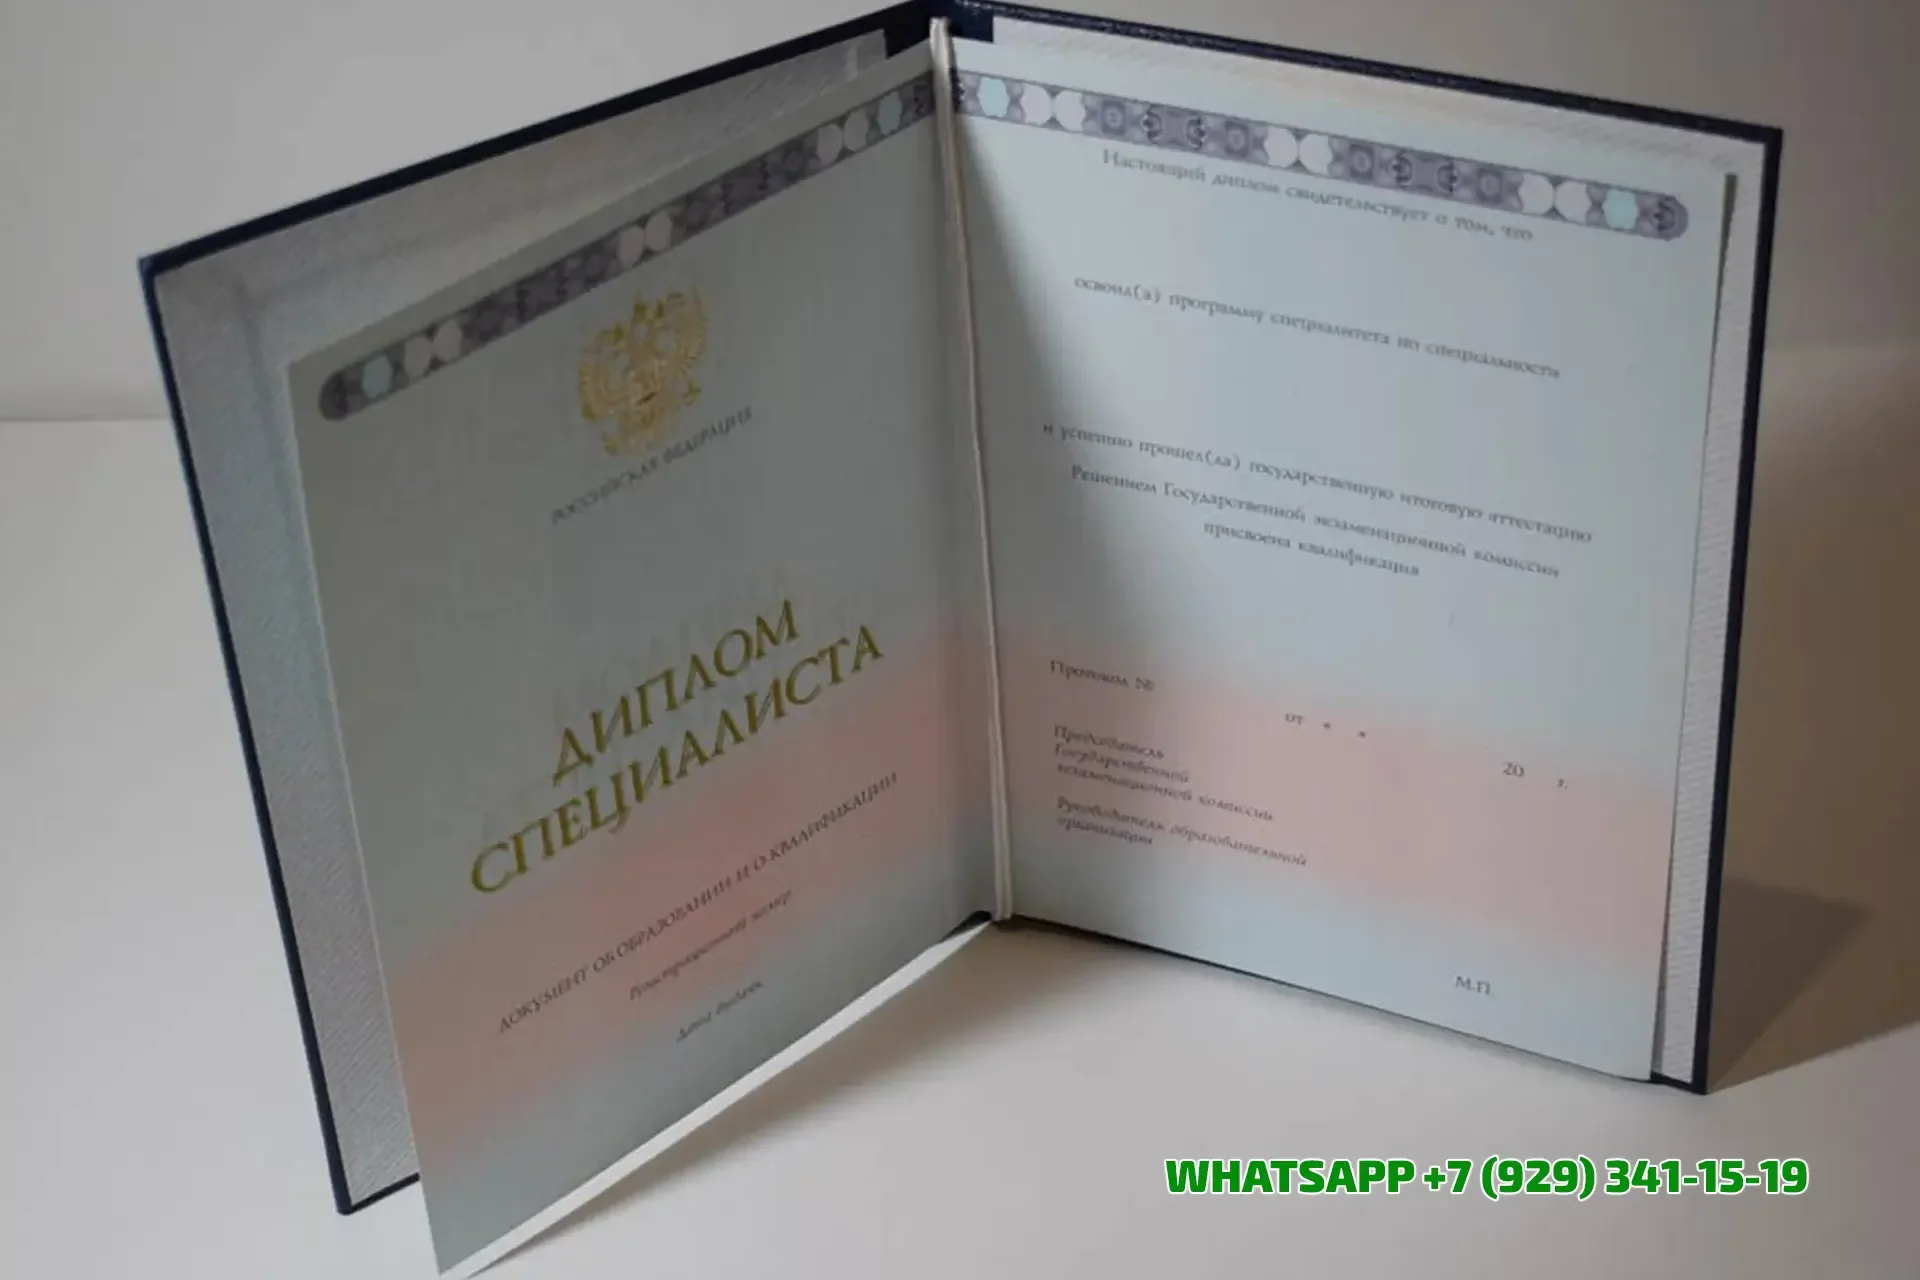 РОССИЙСКАЯ ФЕДЕРАЦИЯ
ДИПЛОМ
СПЕЦИАЛИСТА
ДОКУМЕНТ ОБ ОБРАЗОВАНИИ И О КВАЛИФИКАЦИИ
Регистрационный номер
Дата выдачи
Настоящий диплом свидетельствует о том, что
освоил(а) программу специалитета по специальности
и успешно прошел(ла) государственную итоговую аттестацию
Решением Государственной экзаменационной комиссии
присвоена квалификация
Протокол №
от « »
20 г.
Председатель
Государственной
экзаменационной комиссии
Руководитель образовательной
организации
М.П.
WHATSAPP +7 (929) 341-15-19